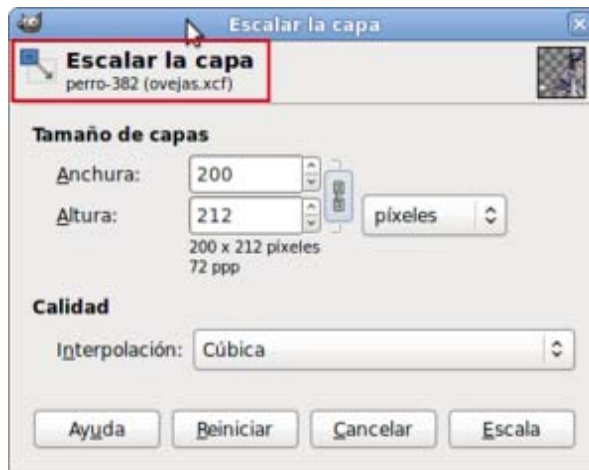 Escalar la capa
Escalar la capa
perro-382 (ovejas.xcf)
Tamaño de capas
Anchura: 200
Altura: 212 píxeles
200 x 212 píxeles
72 ppp
Calidad
Interpolación: Cúbica
Ayuda Reiniciar Cancelar Escala